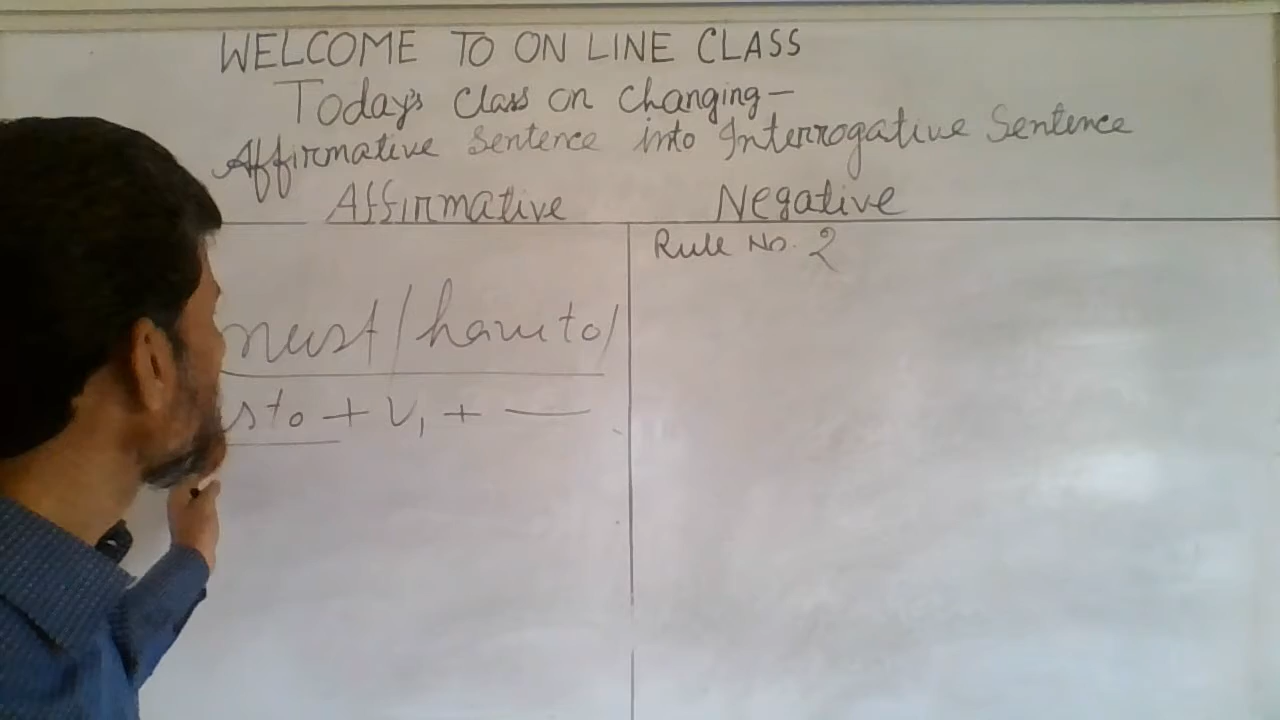 WELCOME TO ON LINE CLASS
Today's Class on Changing-
Affirmative Sentence into Interrogative Sentence
Affirmative Negative
Rule No. 2
must/have to/
+ V1 + —